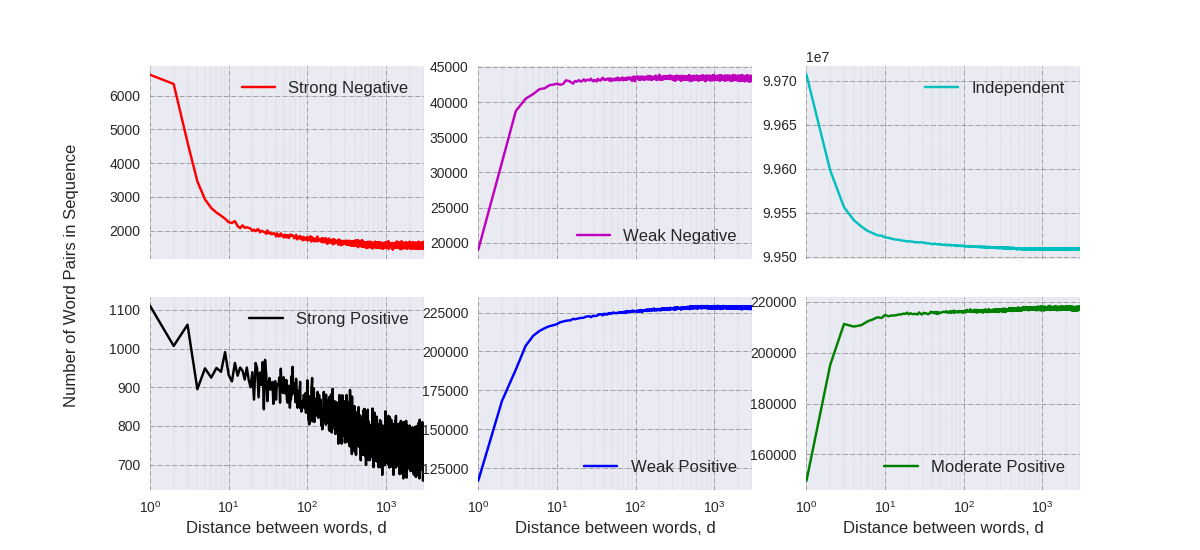 Number of Word Pairs in Sequence
Strong Negative
6000
5000
4000
3000
2000
Weak Negative
45000
40000
35000
30000
25000
20000
1e7
Independent
9.970
9.965
9.960
9.955
9.950
Strong Positive
1100
1000
900
800
700
10⁰ 10¹ 10² 10³
Distance between words, d
Weak Positive
225000
200000
175000
150000
125000
10⁰ 10¹ 10² 10³
Distance between words, d
Moderate Positive
220000
200000
180000
160000
10⁰ 10¹ 10² 10³
Distance between words, d